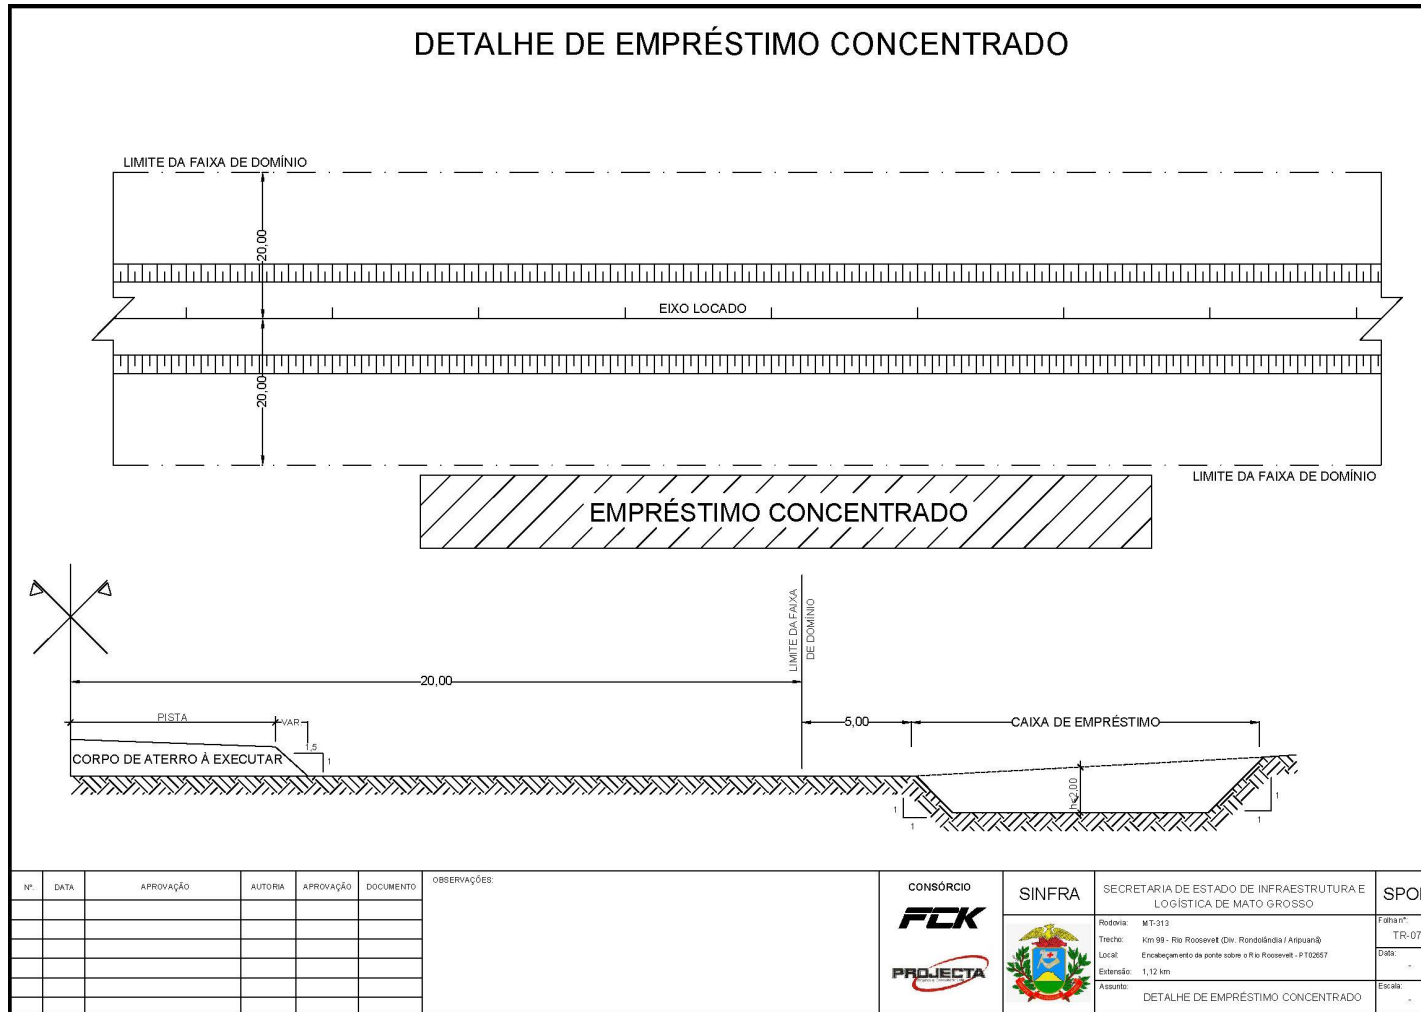 DETALHE DE EMPRÉSTIMO CONCENTRADO
LIMITE DA FAIXA DE DOMÍNIO
20,00
EIXO LOCADO
20,00
LIMITE DA FAIXA DE DOMÍNIO
EMPRÉSTIMO CONCENTRADO
LIMITE DA FAIXA
DE DOMÍNIO
20,00
PISTA
VAR.
5,00
CAIXA DE EMPRÉSTIMO
1,5
1
CORPO DE ATERRO À EXECUTAR
h≤2,00
1
1
1
1
Nº.
DATA
APROVAÇÃO
AUTORIA
APROVAÇÃO
DOCUMENTO
OBSERVAÇÕES:
CONSÓRCIO
FCK
PROJECTA
SINFRA
SECRETARIA DE ESTADO DE INFRAESTRUTURA E
LOGÍSTICA DE MATO GROSSO
Rodovia: MT-313
Trecho: Km 99 - Rio Roosevelt (Div. Rondolândia / Aripuanã)
Local: Encabeçamento da ponte sobre o Rio Roosevelt - PT02657
Extensão: 1,12 km
Assunto:
DETALHE DE EMPRÉSTIMO CONCENTRADO
Folha nº:
TR-07
Data:
-
Escala:
-